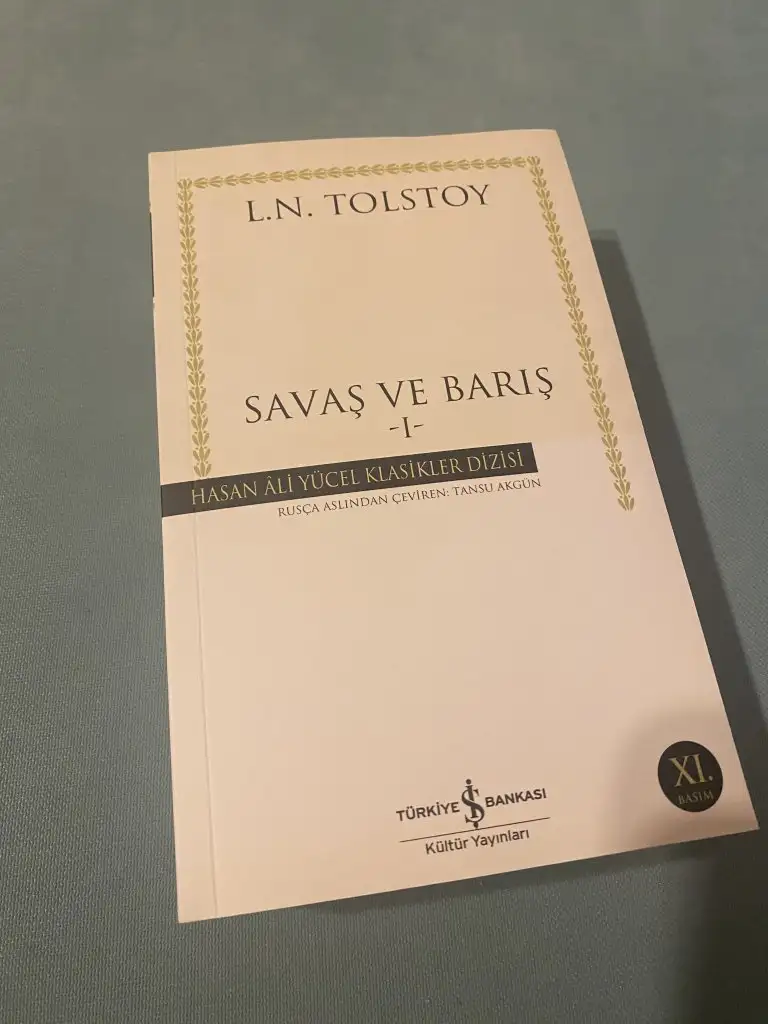 L.N. TOLSTOY
SAVAŞ VE BARIŞ
-I-
HASAN ÂLİ YÜCEL KLASİKLER DİZİSİ
RUSÇA ASLINDAN ÇEVİREN: TANSU AKGÜN
XI.
BASIM
TÜRKİYE İŞ BANKASI
Kültür Yayınları